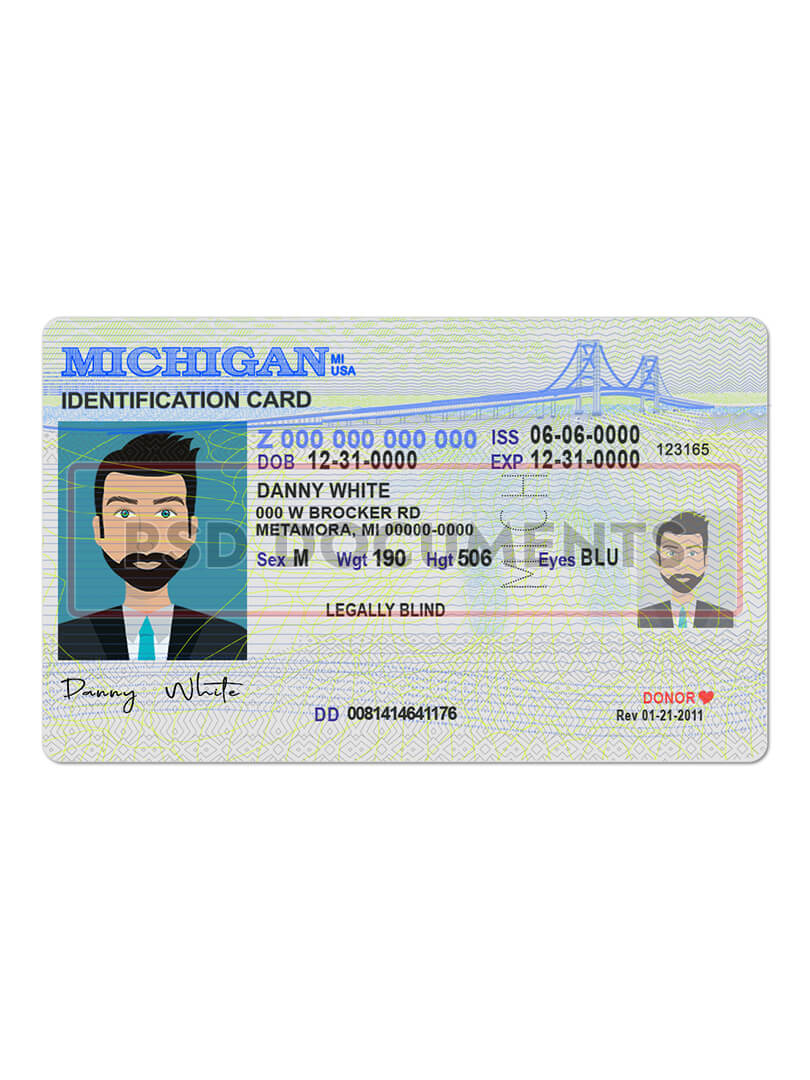 MICHIGAN MI USA
IDENTIFICATION CARD
Z 000 000 000 000 ISS 06-06-0000
DOB 12-31-0000 EXP 12-31-0000 123165
DANNY WHITE
000 W BROCKER RD
METAMORA, MI 00000-0000
PSD DOCUMENTS
Sex M Wgt 190 Hgt 506 Eyes BLU
MICHI
LEGALLY BLIND
Danny White
DONOR
DD 0081414641176 Rev 01-21-2011